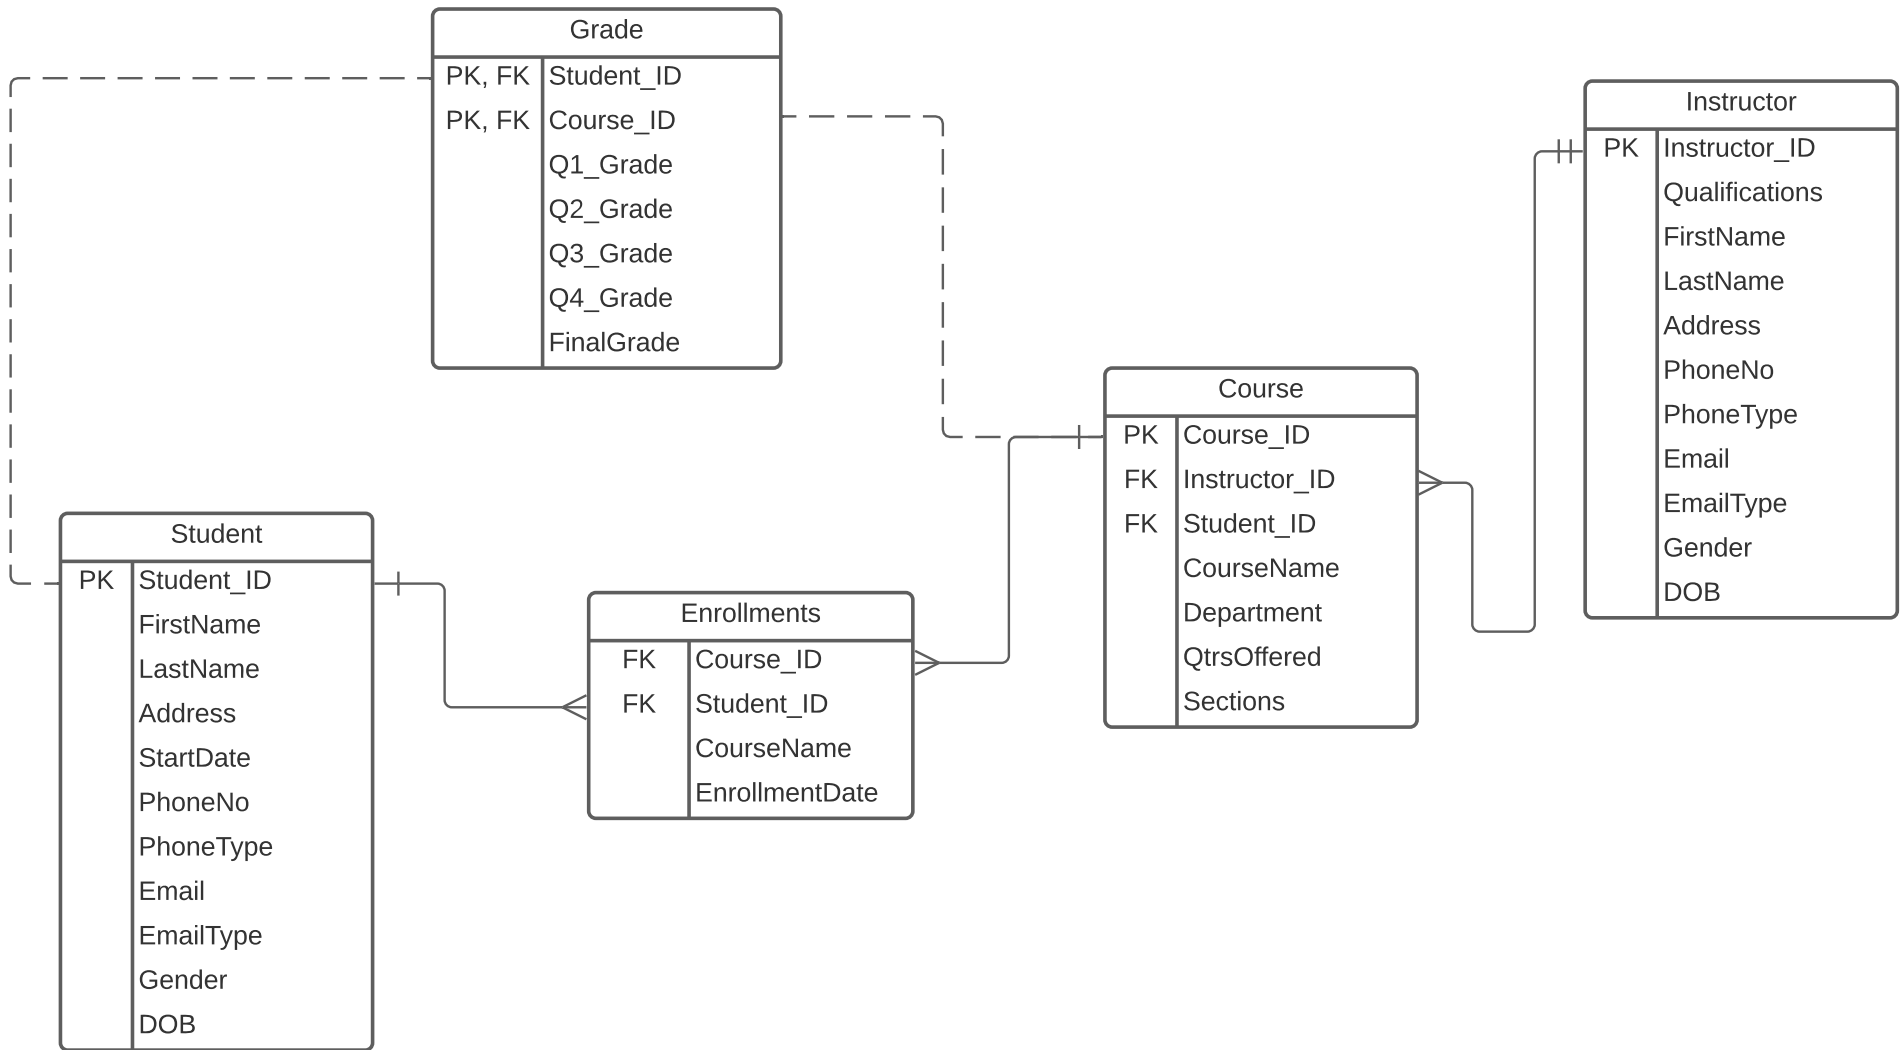 Grade
PK, FK Student_ID
PK, FK Course_ID
Q1_Grade
Q2_Grade
Q3_Grade
Q4_Grade
FinalGrade
Instructor
PK Instructor_ID
Qualifications
FirstName
LastName
Address
PhoneNo
PhoneType
Email
EmailType
Gender
DOB
Course
PK Course_ID
FK Instructor_ID
FK Student_ID
CourseName
Department
QtrsOffered
Sections
Student
PK Student_ID
FirstName
LastName
Address
StartDate
PhoneNo
PhoneType
Email
EmailType
Gender
DOB
Enrollments
FK Course_ID
FK Student_ID
CourseName
EnrollmentDate